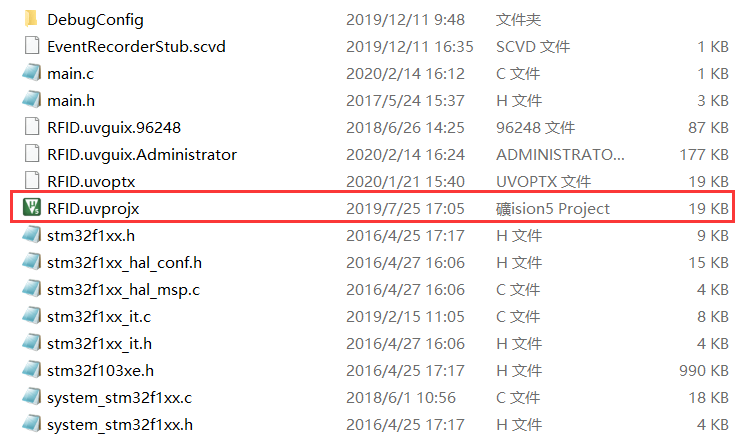 DebugConfig 2019/12/11 9:48 文件夹
EventRecorderStub.scvd 2019/12/11 16:35 SCVD 文件 1 KB
main.c 2020/2/14 16:12 C 文件 1 KB
main.h 2017/5/24 15:37 H 文件 3 KB
RFID.uvguix.96248 2018/6/26 14:25 96248 文件 87 KB
RFID.uvguix.Administrator 2020/2/14 16:24 ADMINISTRATO... 177 KB
RFID.uvoptx 2020/1/21 15:40 UVOPTX 文件 19 KB
RFID.uvprojx 2019/7/25 17:05 礦ision5 Project 19 KB
stm32f1xx.h 2016/4/25 17:17 H 文件 9 KB
stm32f1xx_hal_conf.h 2016/4/27 16:06 H 文件 15 KB
stm32f1xx_hal_msp.c 2016/4/27 16:06 C 文件 4 KB
stm32f1xx_it.c 2019/2/15 11:05 C 文件 8 KB
stm32f1xx_it.h 2016/4/27 16:06 H 文件 4 KB
stm32f103xe.h 2016/4/25 17:17 H 文件 990 KB
system_stm32f1xx.c 2018/6/1 10:56 C 文件 18 KB
system_stm32f1xx.h 2016/4/25 17:17 H 文件 4 KB